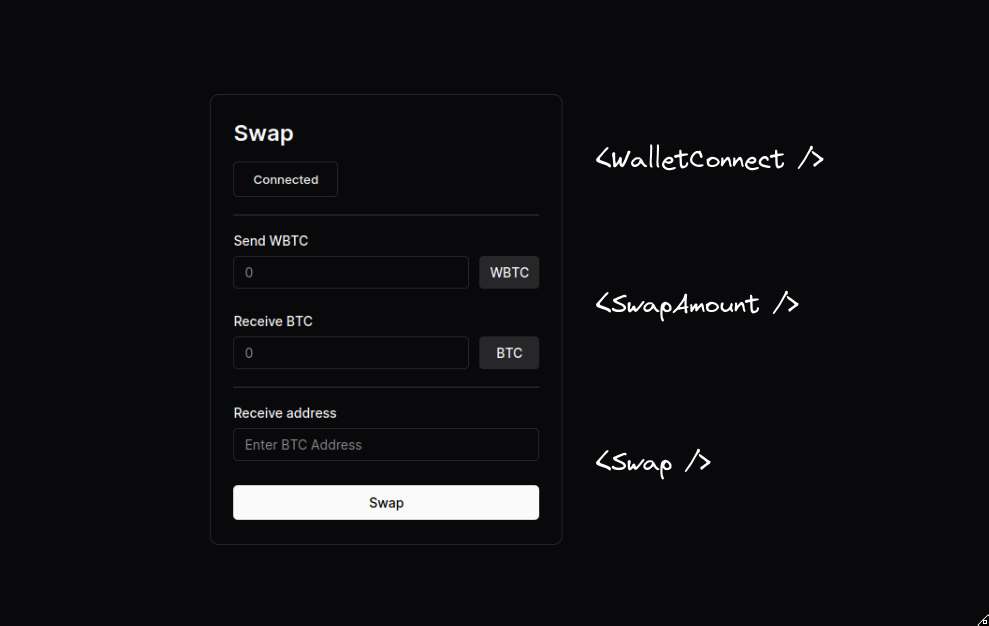 Swap
Connected
<WalletConnect />
Send WBTC
0 WBTC
<SwapAmount />
Receive BTC
0 BTC
Receive address
Enter BTC Address
<Swap />
Swap